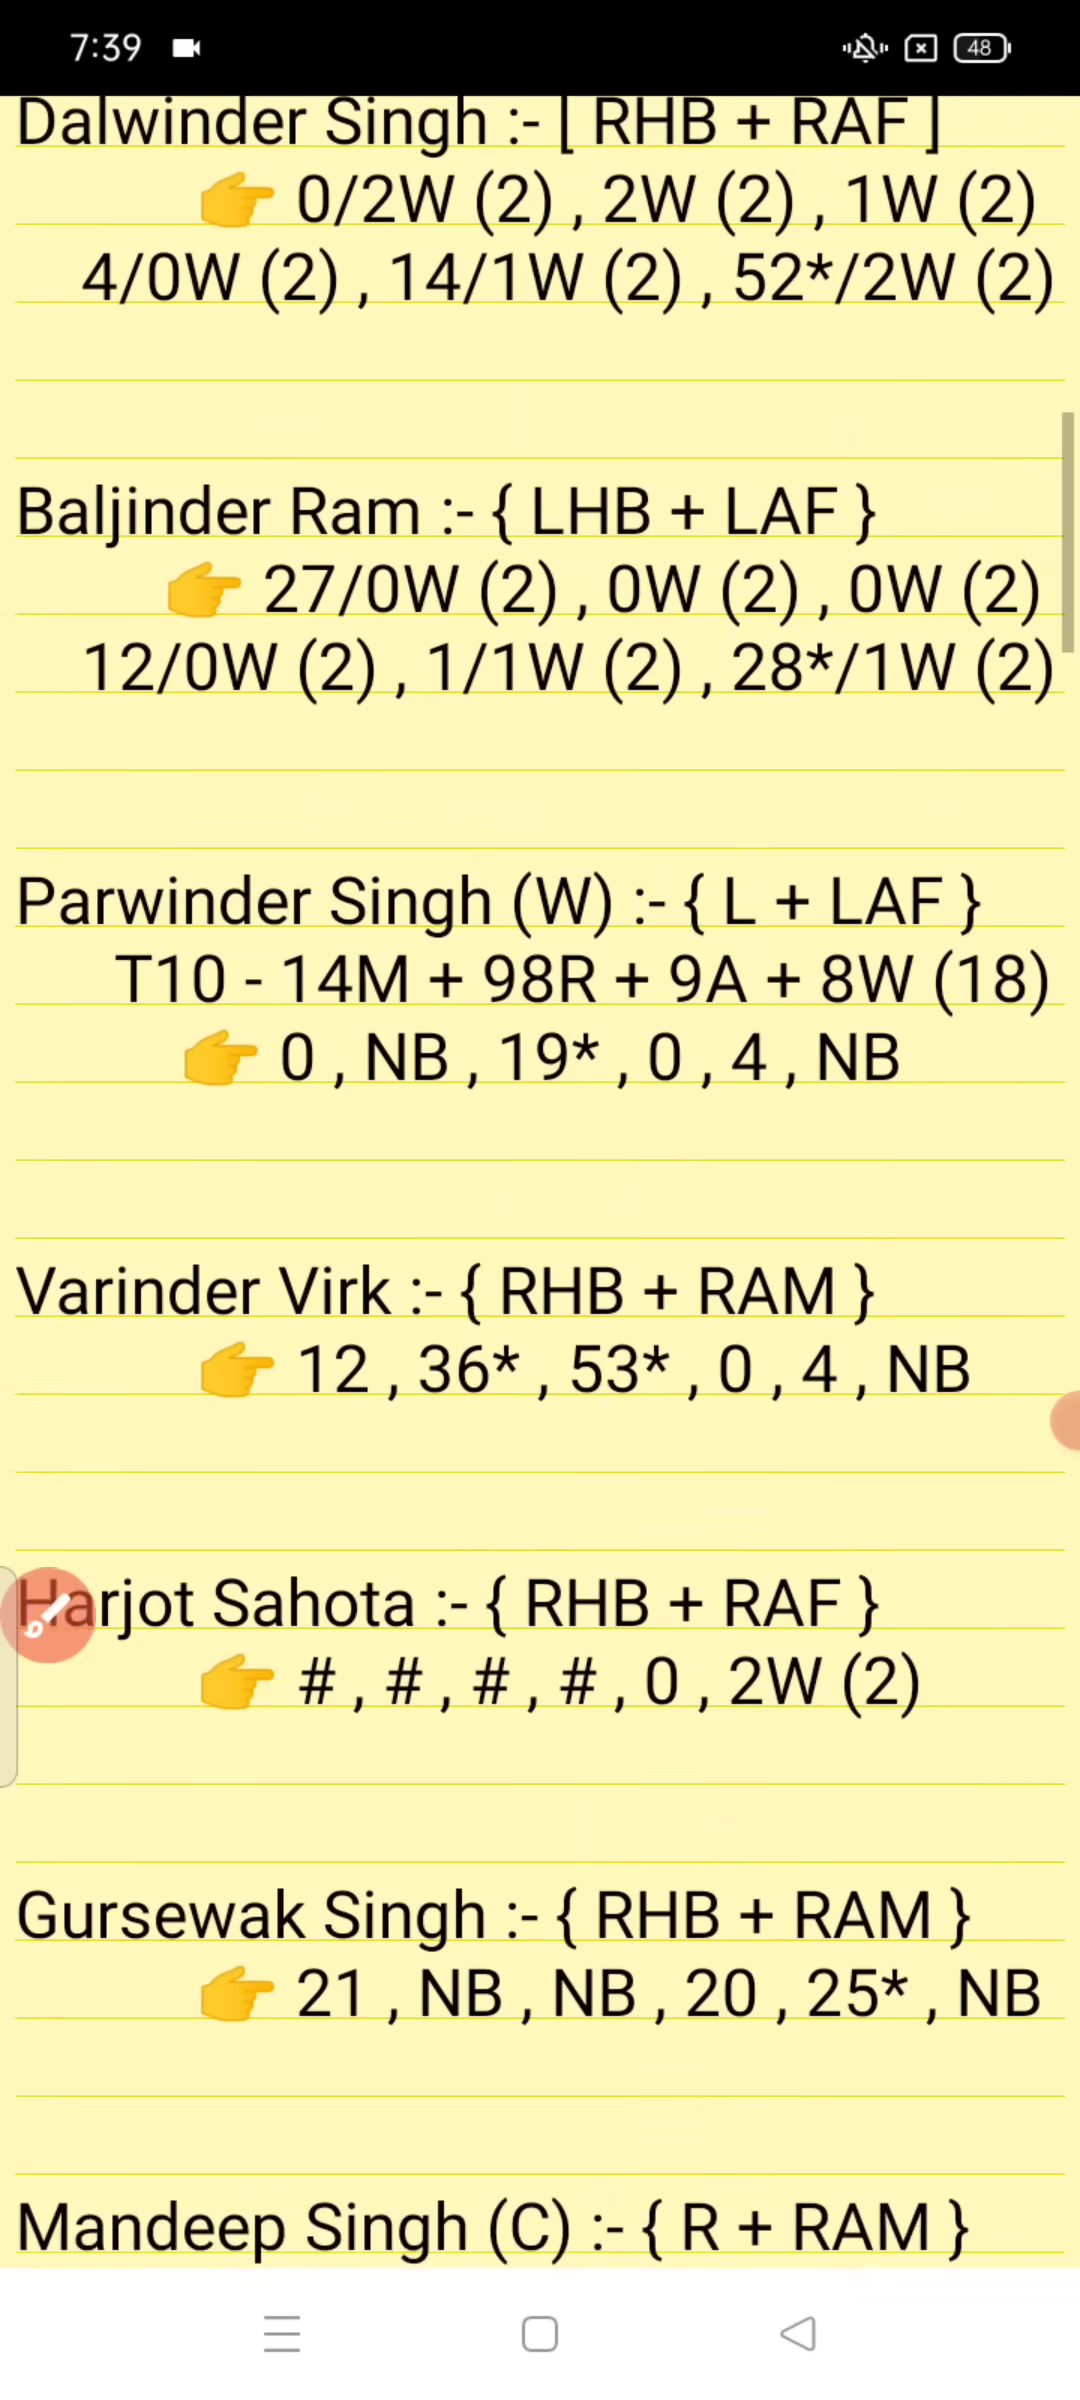 7:39
48
Dalwinder Singh :- [ RHB + RAF ]
👉 0/2W (2) , 2W (2) , 1W (2)
4/0W (2) , 14/1W (2) , 52*/2W (2)
Baljinder Ram :- { LHB + LAF }
👉 27/0W (2) , 0W (2) , 0W (2)
12/0W (2) , 1/1W (2) , 28*/1W (2)
Parwinder Singh (W) :- { L + LAF }
T10 - 14M + 98R + 9A + 8W (18)
👉 0 , NB , 19* , 0 , 4 , NB
Varinder Virk :- { RHB + RAM }
👉 12 , 36* , 53* , 0 , 4 , NB
Harjot Sahota :- { RHB + RAF }
👉 # , # , # , # , 0 , 2W (2)
Gursewak Singh :- { RHB + RAM }
👉 21 , NB , NB , 20 , 25* , NB
Mandeep Singh (C) :- { R + RAM }